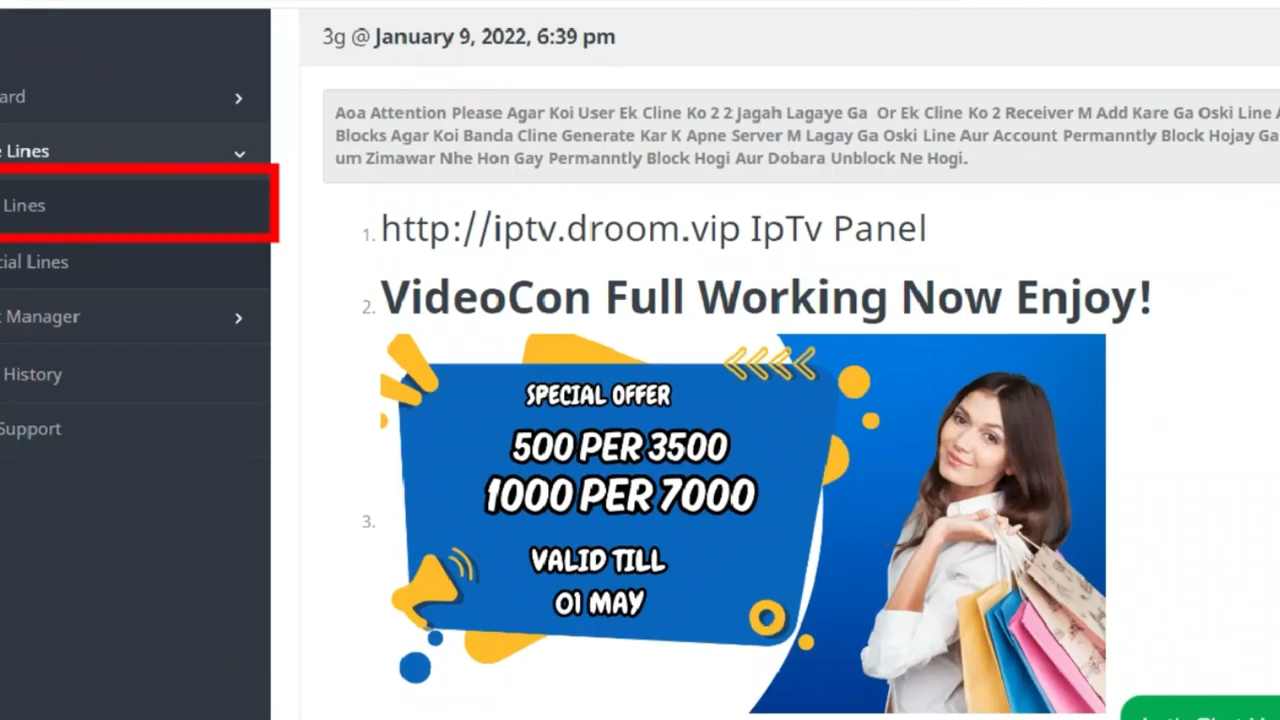 3g @ January 9, 2022, 6:39 pm
ard
Lines
Lines
cial Lines
Manager
History
Support
Aoa Attention Please Agar Koi User Ek Cline Ko 2 2 Jagah Lagaye Ga Or Ek Cline Ko 2 Receiver M Add Kare Ga Oski Line
Blocks Agar Koi Banda Cline Generate Kar K Apne Server M Lagay Ga Oski Line Aur Account Permanntly Block Hojay Ga
um Zimawar Nhe Hon Gay Permanntly Block Hogi Aur Dobara Unblock Ne Hogi.
1. http://iptv.droom.vip IpTv Panel
2. VideoCon Full Working Now Enjoy!
3.
SPECIAL OFFER
500 PER 3500
1000 PER 7000
VALID TILL
01 MAY